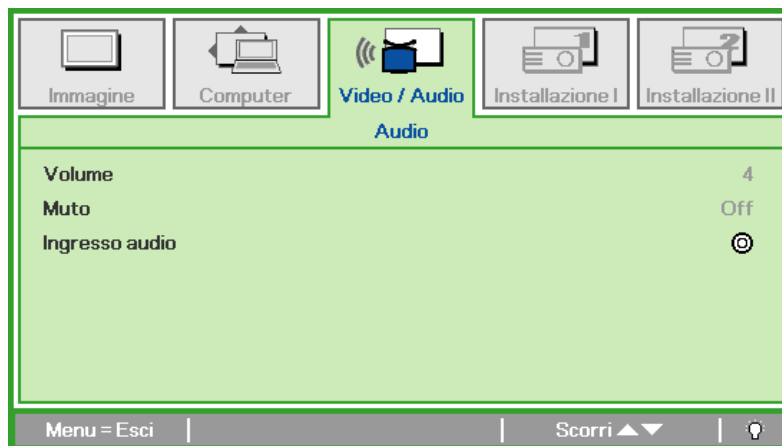 Immagine
Computer
Video / Audio
Installazione I
Installazione II
Audio
Volume 4
Muto Off
Ingresso audio
Menu = Esci
Scorri